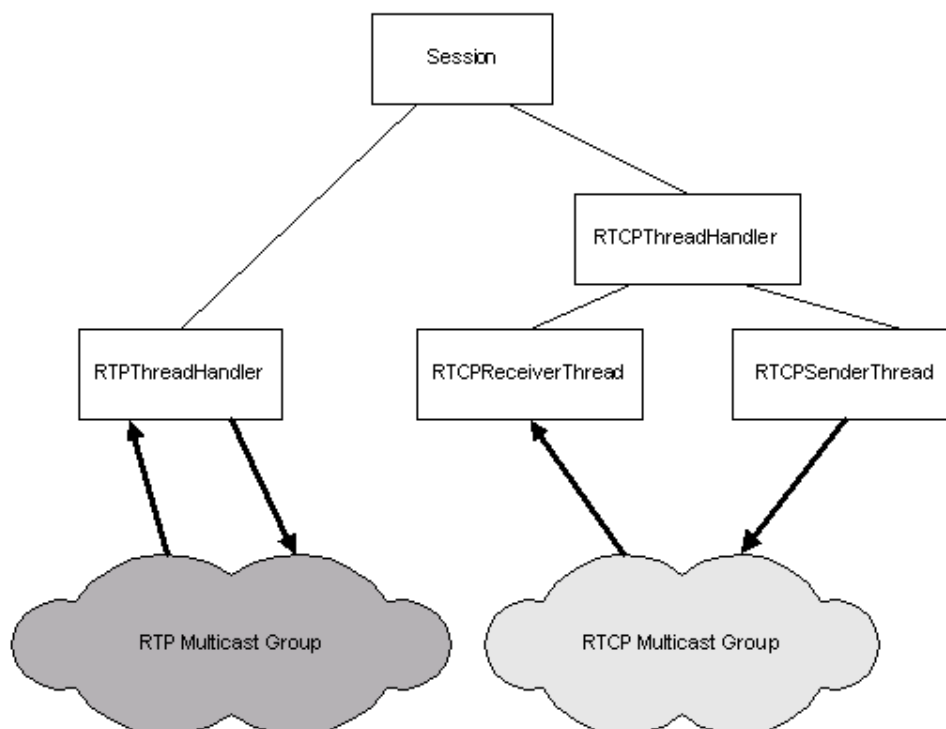 Session
RTCPThreadHandler
RTPThreadHandler
RTCPReceiverThread
RTCPSenderThread
RTP Multicast Group
RTCP Multicast Group